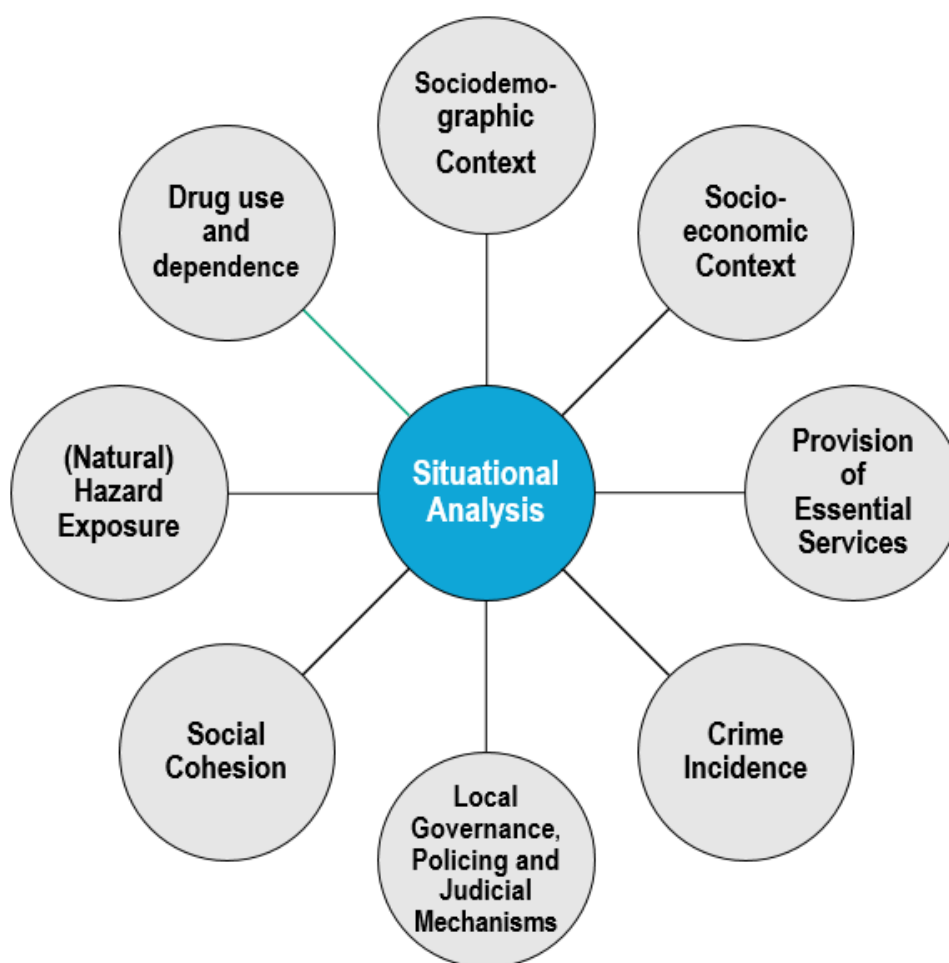 Sociodemo-
graphic
Context
Drug use
and
dependence
Socio-
economic
Context
(Natural)
Hazard
Exposure
Situational
Analysis
Provision
of
Essential
Services
Social
Cohesion
Crime
Incidence
Local
Governance,
Policing and
Judicial
Mechanisms